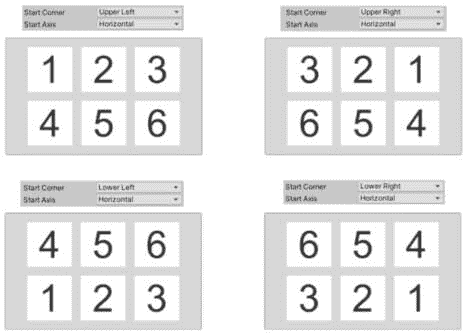 Start Corner Upper Left
Start Axis Horizontal
1 2 3
4 5 6
Start Corner Upper Right
Start Axis Horizontal
3 2 1
6 5 4
Start Corner Lower Left
Start Axis Horizontal
4 5 6
1 2 3
Start Corner Lower Right
Start Axis Horizontal
6 5 4
3 2 1